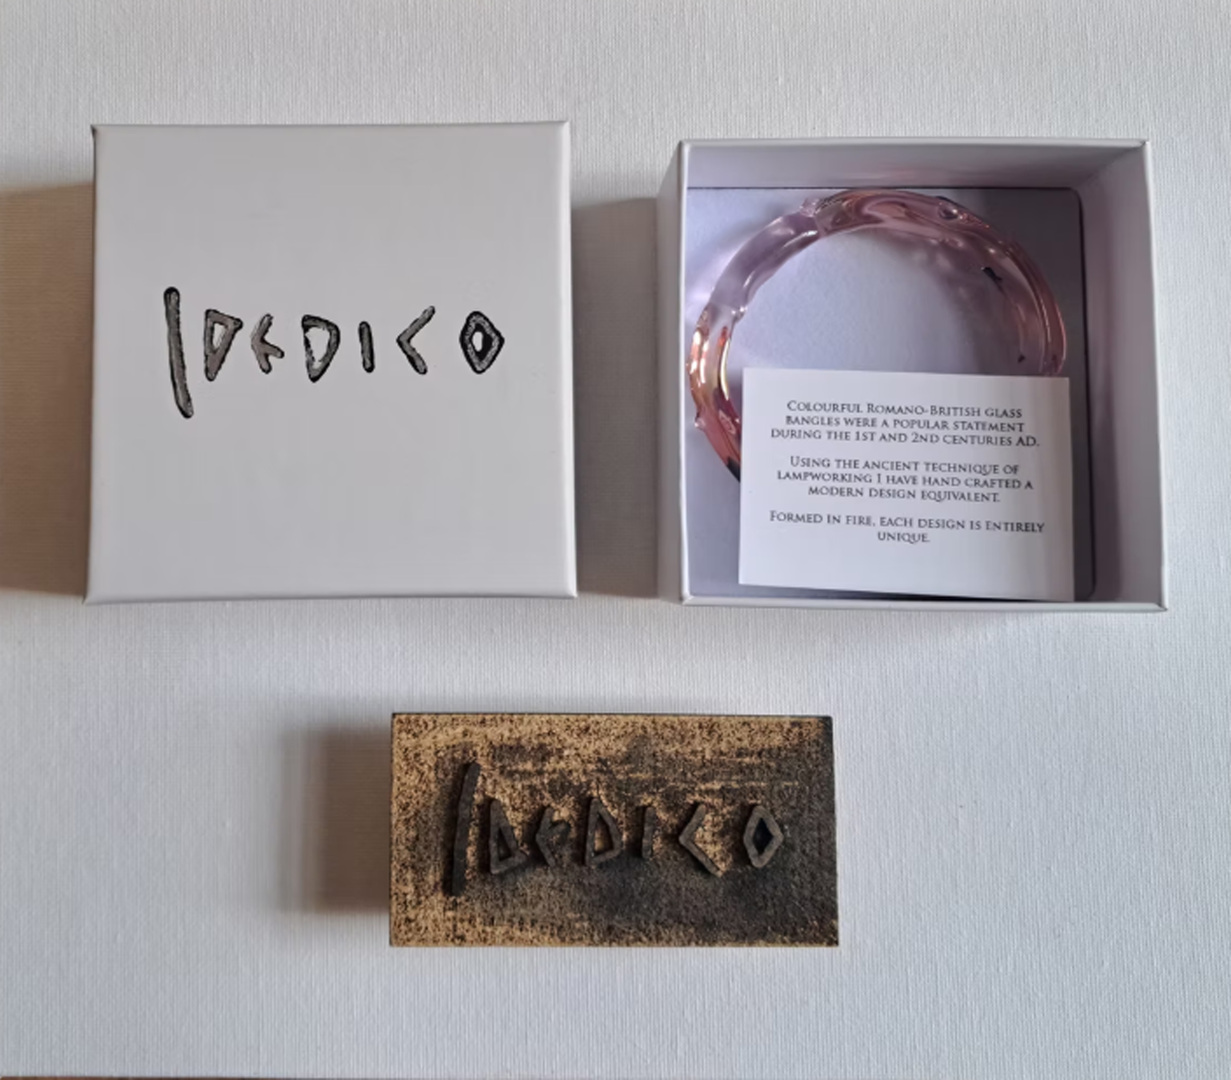 IDEDICO
COLOURFUL ROMANO-BRITISH GLASS
BANGLES WERE A POPULAR STATEMENT
DURING THE 1ST AND 2ND CENTURIES AD.
USING THE ANCIENT TECHNIQUE OF
LAMPWORKING I HAVE HAND CRAFTED A
MODERN DESIGN EQUIVALENT.
FORMED IN FIRE, EACH DESIGN IS ENTIRELY
UNIQUE.
IDEDICO